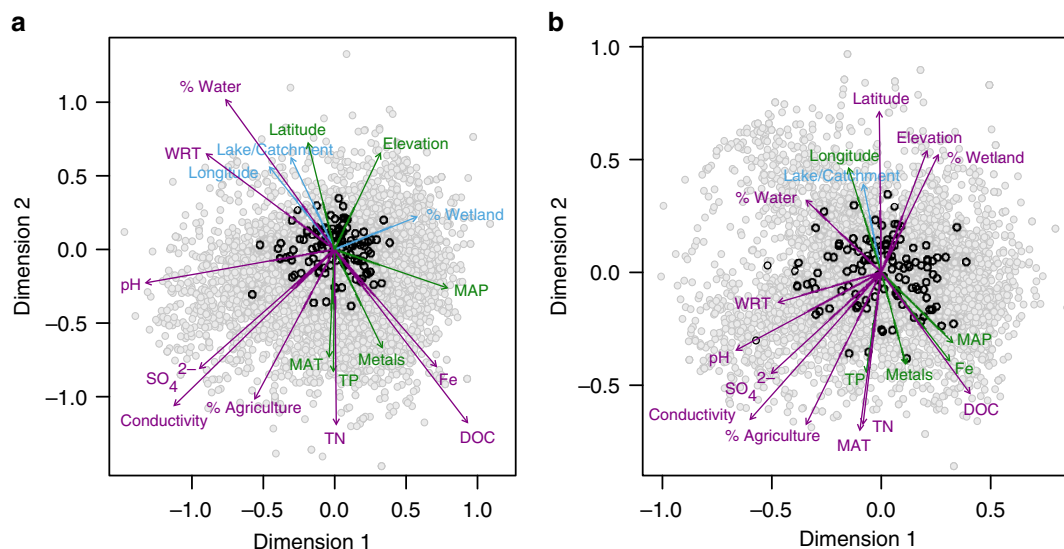 a
% Water
Latitude
Elevation
WRT
Lake/Catchment
Longitude
% Wetland
pH
MAP
MAT
Metals
TP
Fe
SO4 2–
% Agriculture
Conductivity
TN
DOC
1.0
0.5
0.0
–0.5
–1.0
Dimension 2
–1.0
–0.5
0.0
0.5
1.0
Dimension 1
b
Latitude
Elevation
Longitude
% Wetland
Lake/Catchment
% Water
WRT
MAP
pH
Fe
TP
Metals
SO4 2–
DOC
Conductivity
% Agriculture
TN
MAT
1.0
0.5
0.0
–0.5
Dimension 2
–1.0
–0.5
0.0
0.5
Dimension 1